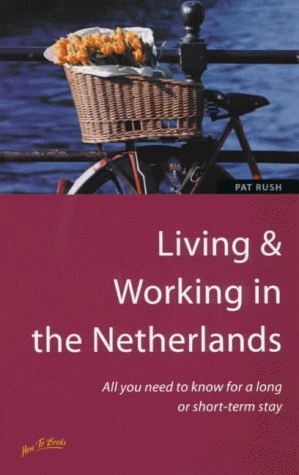 PAT RUSH
Living &
Working in
the Netherlands
All you need to know for a long
or short-term stay
How To Books